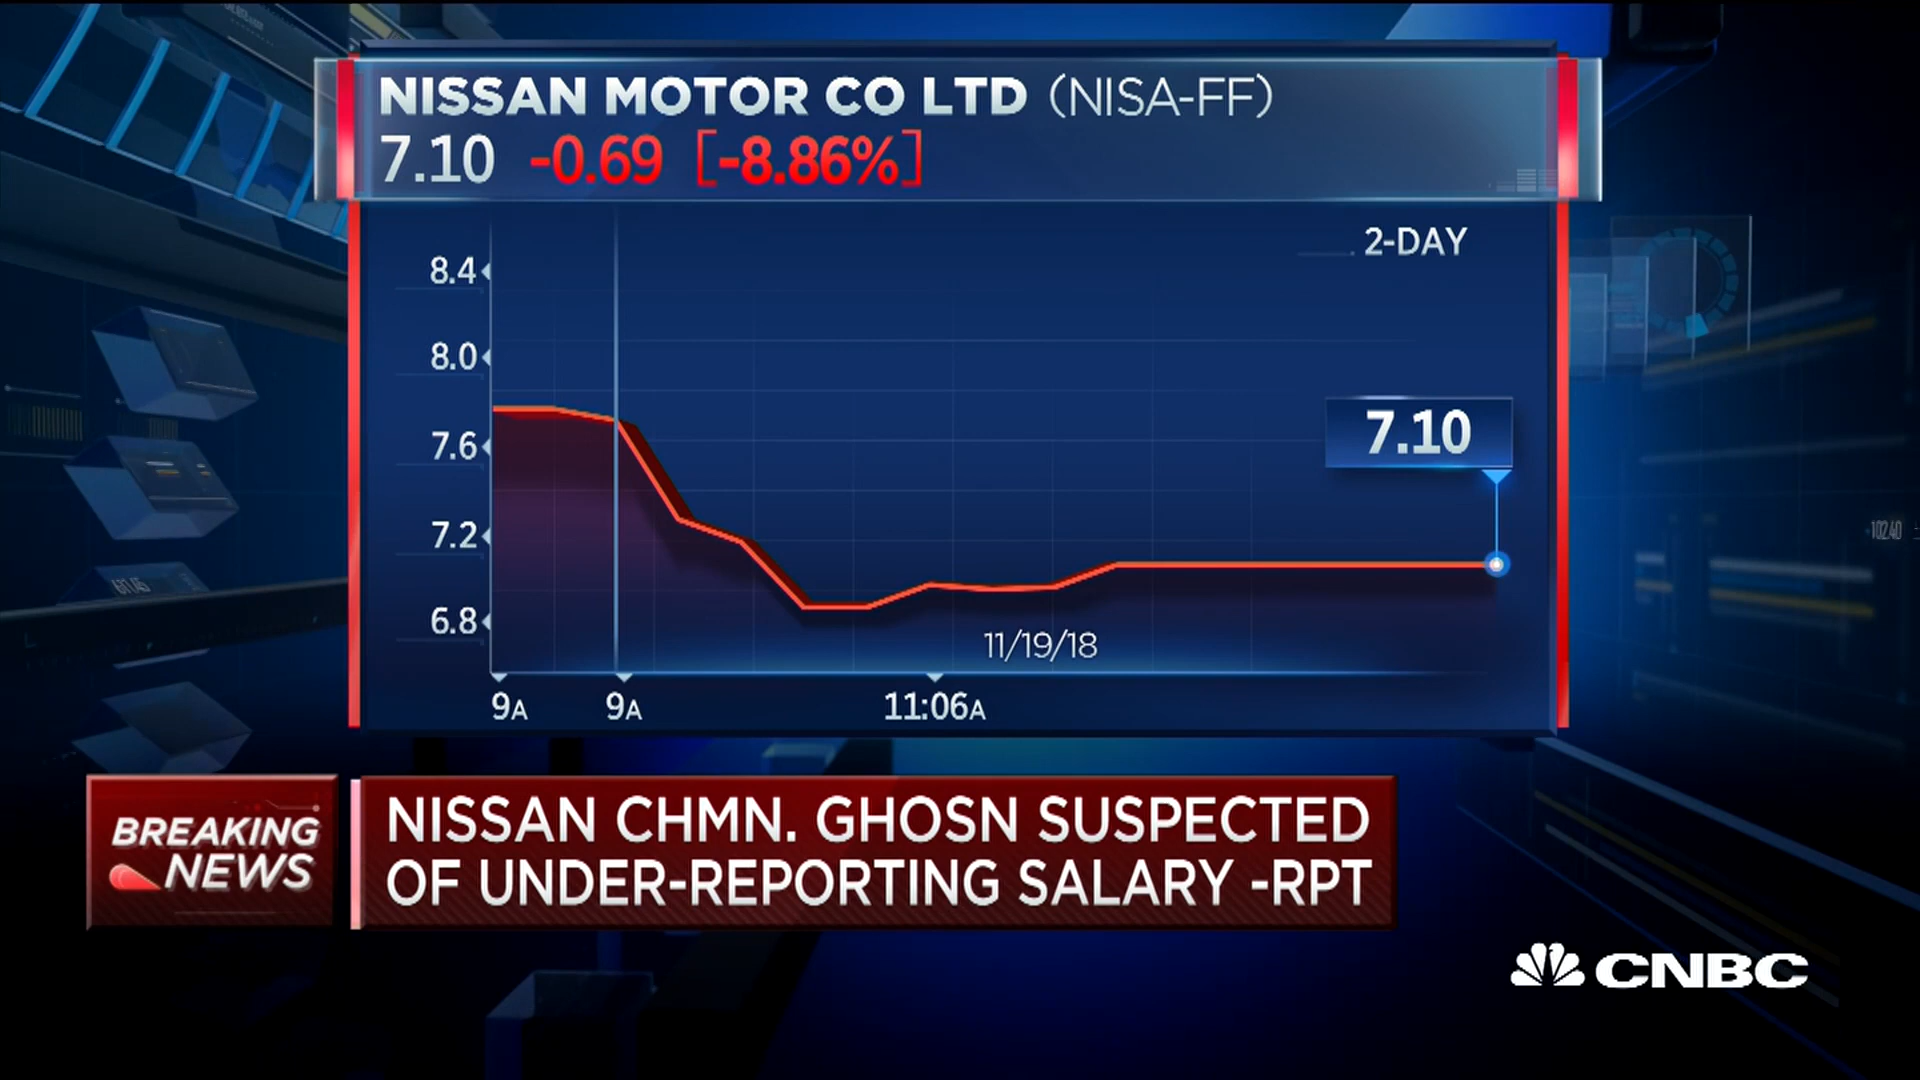 NISSAN MOTOR CO LTD (NISA-FF)
7.10 -0.69 [-8.86%]
2-DAY
8.4
8.0
7.6
7.2
6.8
7.10
11/19/18
9A
9A
11:06A
102.40
BREAKING
NEWS
NISSAN CHMN. GHOSN SUSPECTED
OF UNDER-REPORTING SALARY -RPT
CNBC